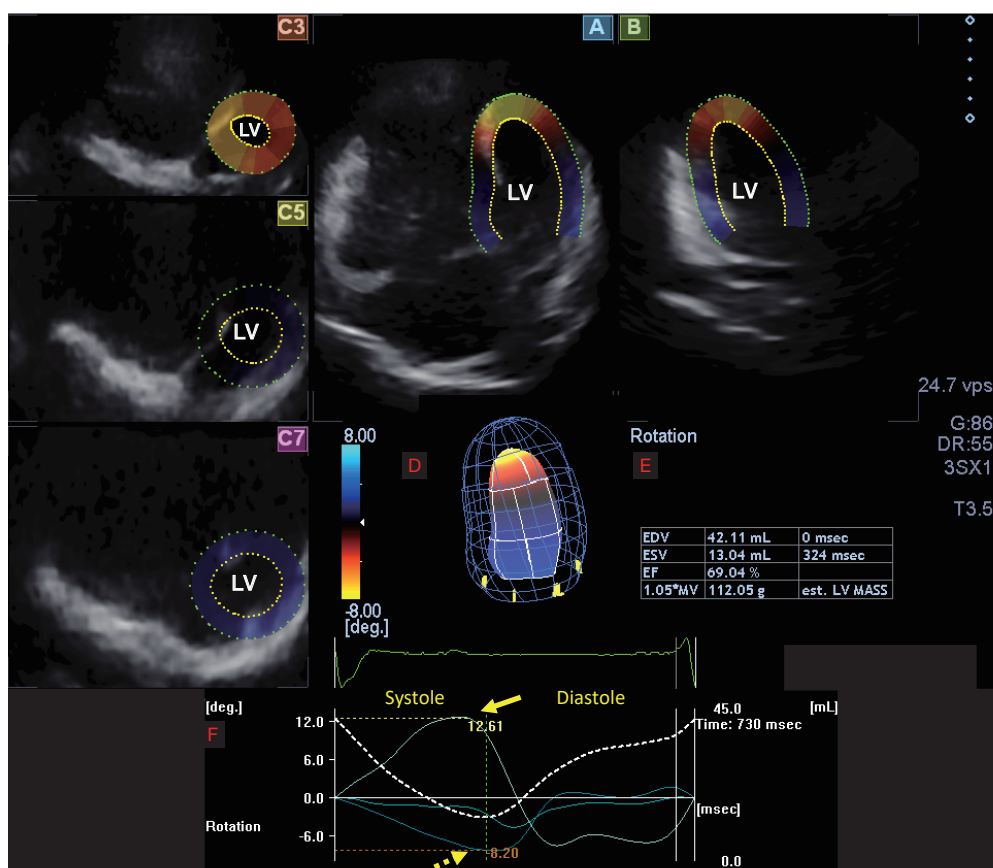 C3
A
B
LV
LV
LV
C5
LV
24.7 vps
G:86
DR:55
3SX1
T3.5
C7
LV
8.00
D
-8.00
[deg.]
Rotation
E
EDV 42.11 mL 0 msec
ESV 13.04 mL 324 msec
EF 69.04 %
1.05*MV 112.05 g est. LV MASS
Systole Diastole
[deg.]
F
12.0
6.0
0.0
-6.0
Rotation
12.61
-8.20
45.0 [mL]
Time: 730 msec
[msec]
0.0